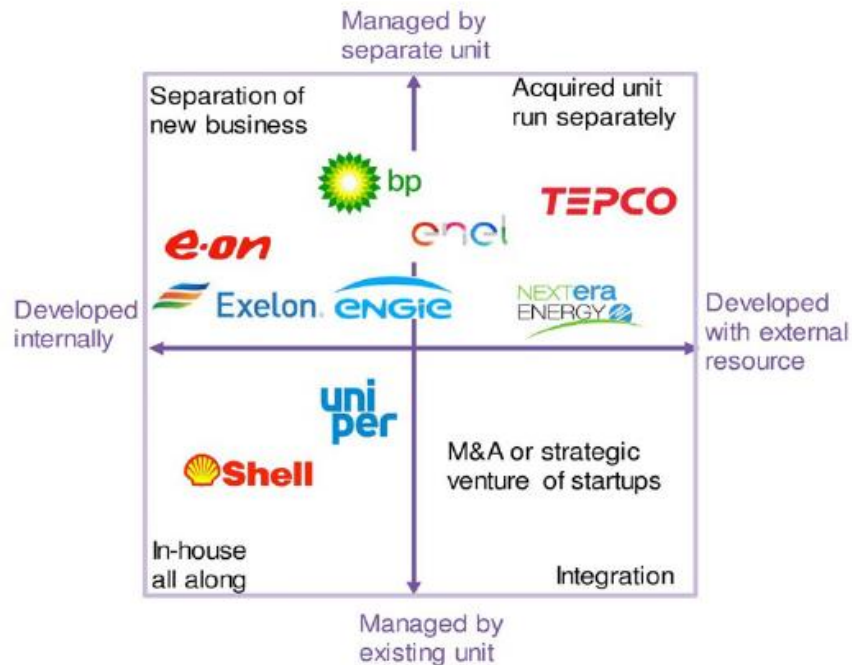 Managed by
separate unit
Separation of
new business
Acquired unit
run separately
bp
TEPCO
enel
e·on
Exelon®
ENGIE
NEXTera
ENERGY
Developed
internally
Developed
with external
resource
uni
per
Shell
M&A or strategic
venture of startups
In-house
all along
Integration
Managed by
existing unit